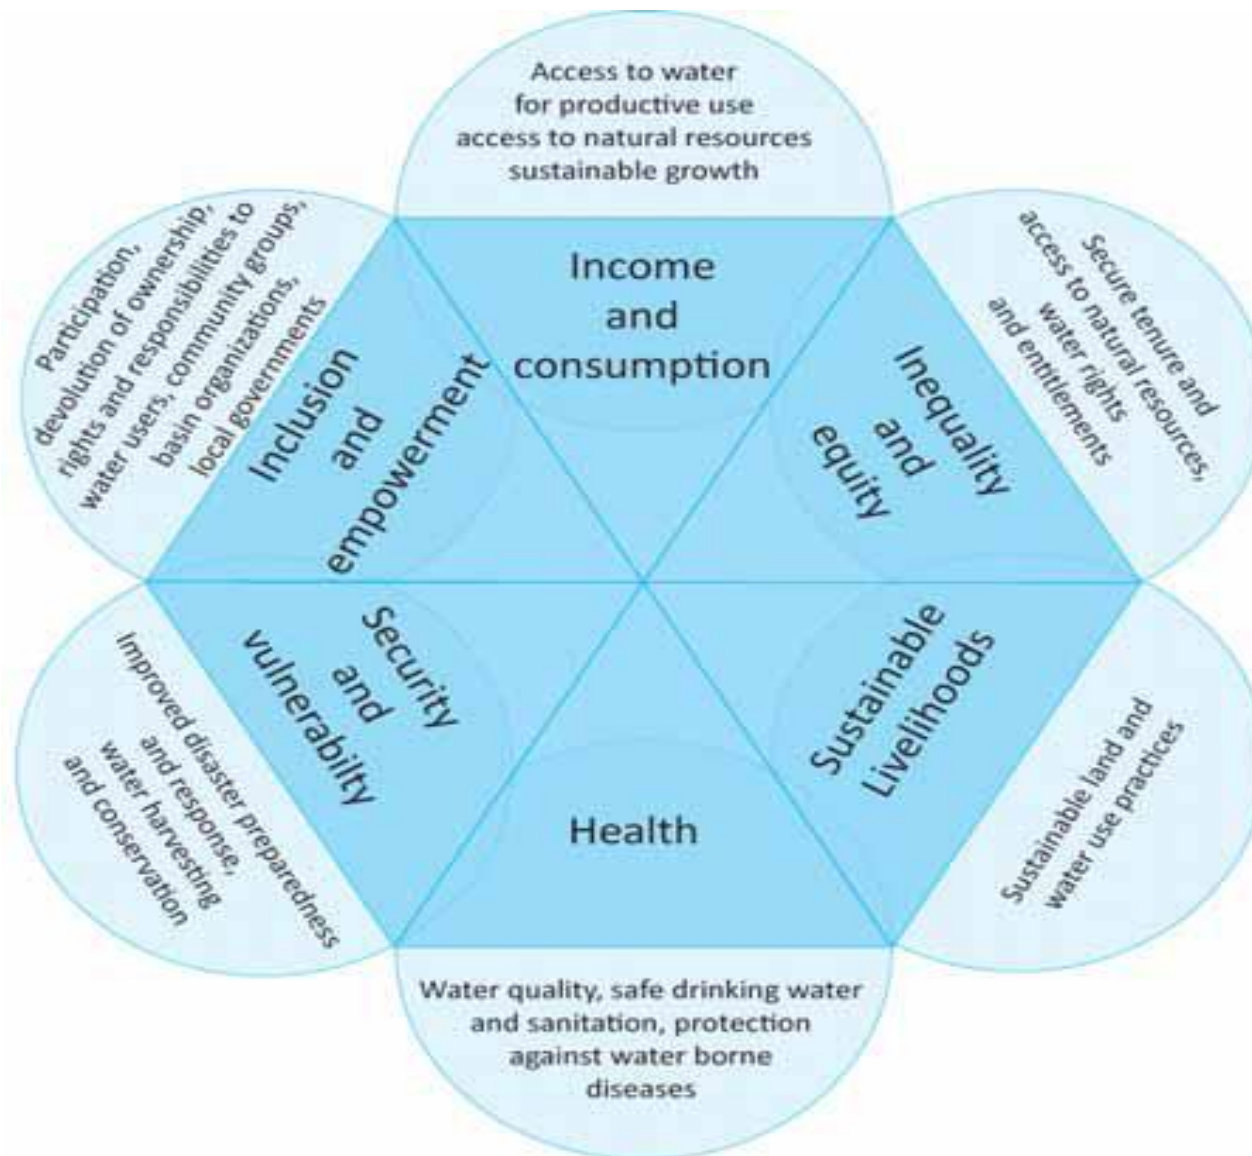 Access to water
for productive use
access to natural resources
sustainable growth
Income
and
consumption
Secure tenure and
access to natural resources,
water rights
and entitlements
Inequality
and
equity
Sustainable
Livelihoods
Sustainable land and
water use practices
Health
Water quality, safe drinking water
and sanitation, protection
against water borne
diseases
Security
and
vulnerabilty
Improved disaster preparedness
and response,
water harvesting
and conservation
Inclusion
and
empowerment
Participation,
devolution of ownership,
rights and responsibilities to
water users, community groups,
basin organizations,
local governments